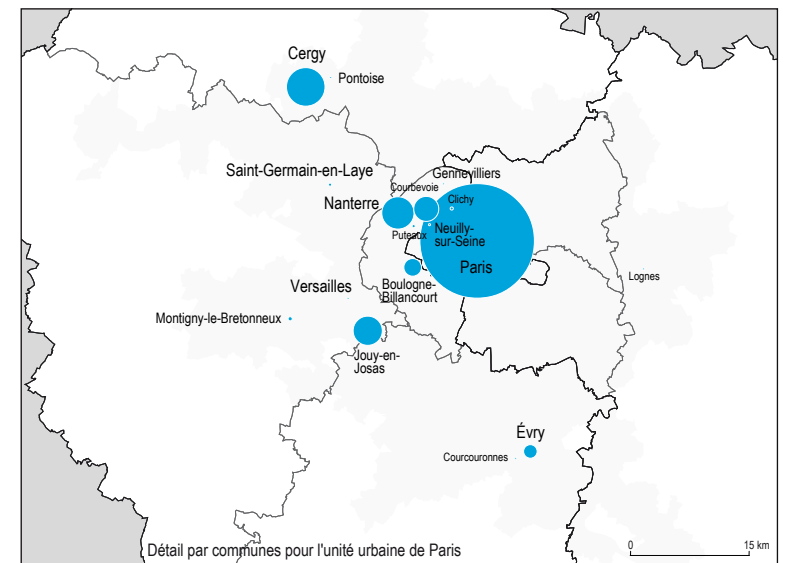 Cergy
Pontoise
Saint-Germain-en-Laye
Gennevilliers
Courbevoie
Clichy
Nanterre
Puteaux
Neuilly-
sur-Seine
Paris
Lognes
Versailles
Boulogne-
Billancourt
Montigny-le-Bretonneux
Jouy-en-
Josas
Évry
Courcouronnes
Détail par communes pour l'unité urbaine de Paris
0
15 km